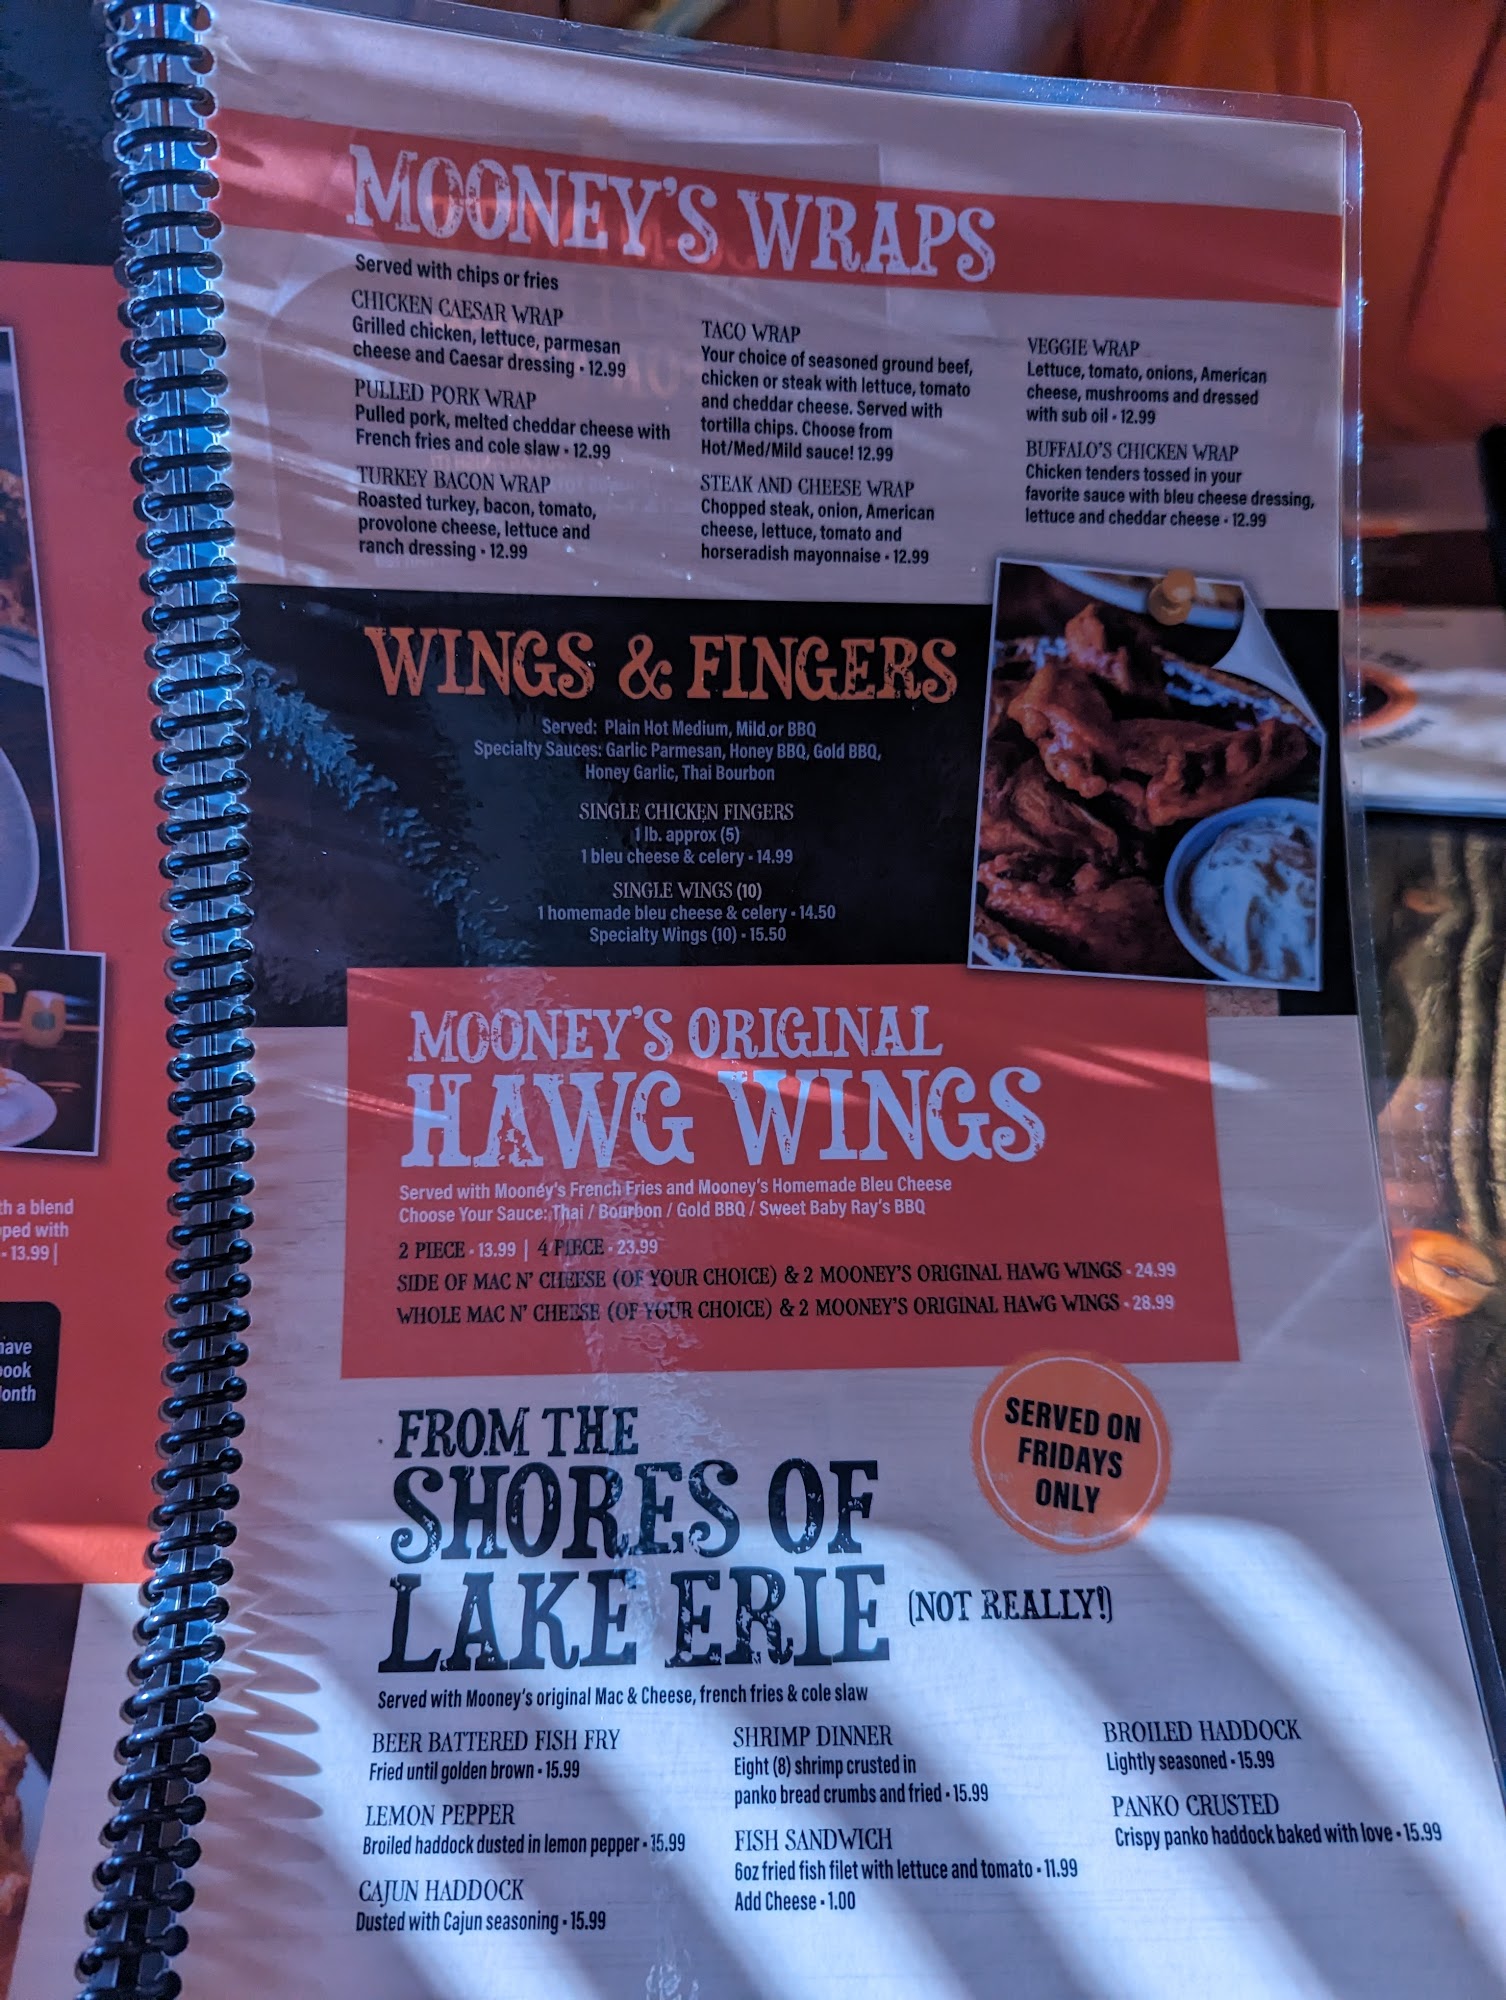 MOONEY'S WRAPS
Served with chips or fries
CHICKEN CAESAR WRAP
Grilled chicken, lettuce, parmesan
cheese and Caesar dressing - 12.99
PULLED PORK WRAP
Pulled pork, melted cheddar cheese with
French fries and cole slaw - 12.99
TURKEY BACON WRAP
Roasted turkey, bacon, tomato,
provolone cheese, lettuce and
ranch dressing - 12.99
TACO WRAP
Your choice of seasoned ground beef,
chicken or steak with lettuce, tomato
and cheddar cheese. Served with
tortilla chips. Choose from
Hot/Med/Mild sauce! 12.99
STEAK AND CHEESE WRAP
Chopped steak, onion, American
cheese, lettuce, tomato and
horseradish mayonnaise - 12.99
VEGGIE WRAP
Lettuce, tomato, onions, American
cheese, mushrooms and dressed
with sub oil - 12.99
BUFFALO'S CHICKEN WRAP
Chicken tenders tossed in your
favorite sauce with bleu cheese dressing,
lettuce and cheddar cheese - 12.99
WINGS & FINGERS
Served: Plain Hot Medium, Mild or BBQ
Specialty Sauces: Garlic Parmesan, Honey BBQ, Gold BBQ,
Honey Garlic, Thai Bourbon
SINGLE CHICKEN FINGERS
1 lb. approx (5)
1 bleu cheese & celery - 14.99
SINGLE WINGS (10)
1 homemade bleu cheese & celery - 14.50
Specialty Wings (10) - 15.50
MOONEY'S ORIGINAL
HAWG WINGS
Served with Mooney's French Fries and Mooney's Homemade Bleu Cheese
Choose Your Sauce: Thai / Bourbon / Gold BBQ / Sweet Baby Ray's BBQ
2 PIECE - 13.99 | 4 PIECE - 23.99
SIDE OF MAC N' CHEESE (OF YOUR CHOICE) & 2 MOONEY'S ORIGINAL HAWG WINGS - 24.99
WHOLE MAC N' CHEESE (OF YOUR CHOICE) & 2 MOONEY'S ORIGINAL HAWG WINGS - 28.99
FROM THE
SHORES OF
LAKE ERIE (NOT REALLY!)
SERVED ON
FRIDAYS
ONLY
Served with Mooney's original Mac & Cheese, french fries & cole slaw
BEER BATTERED FISH FRY
Fried until golden brown - 15.99
LEMON PEPPER
Broiled haddock dusted in lemon pepper - 15.99
CAJUN HADDOCK
Dusted with Cajun seasoning - 15.99
SHRIMP DINNER
Eight (8) shrimp crusted in
panko bread crumbs and fried - 15.99
FISH SANDWICH
6oz fried fish filet with lettuce and tomato - 11.99
Add Cheese - 1.00
BROILED HADDOCK
Lightly seasoned - 15.99
PANKO CRUSTED
Crispy panko haddock baked with love - 15.99
a blend
with
- 13.99 |